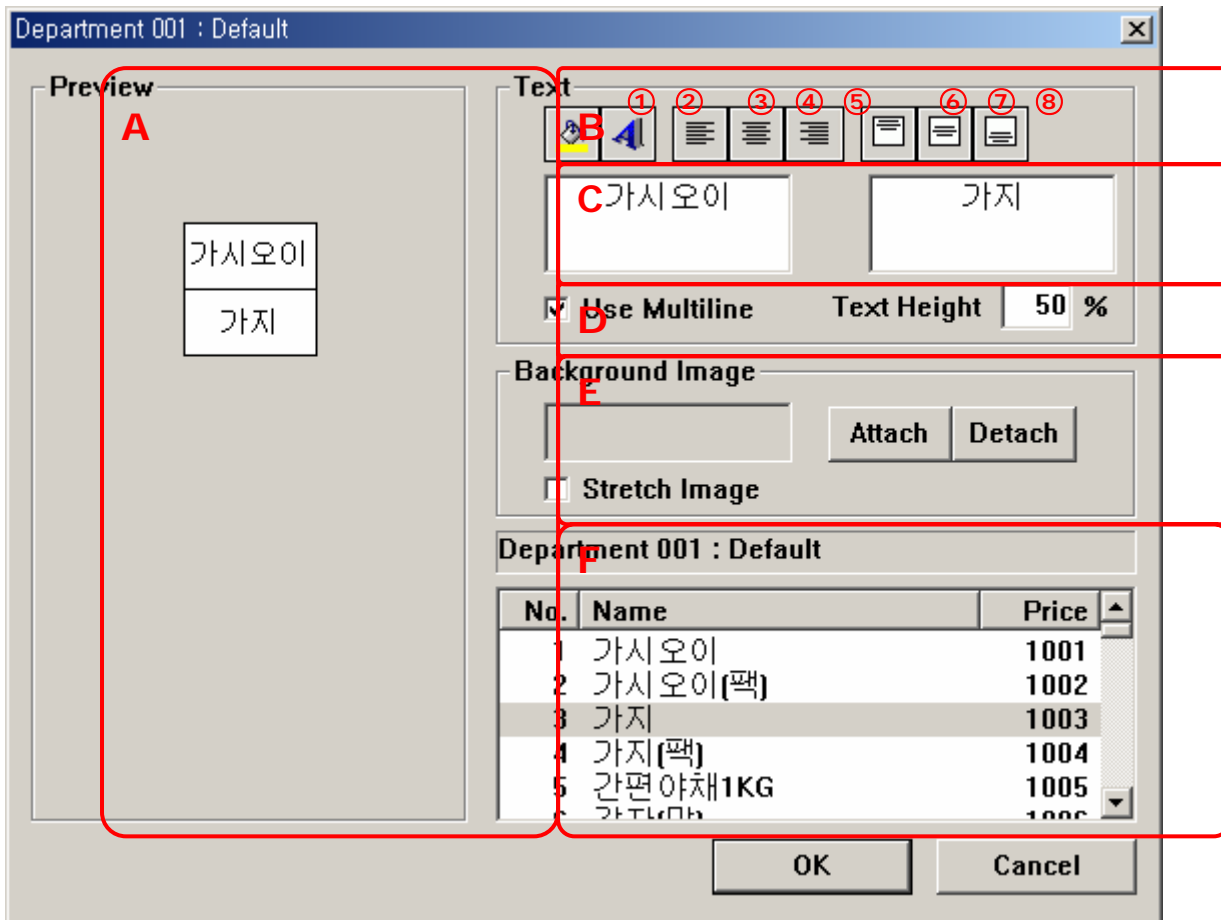 Department 001 : Default
Preview
A
가시오이
가지
Text
① ② ③ ④ ⑤ ⑥ ⑦ ⑧
B
C
가시오이 가지
Use Multiline Text Height 50 %
D
Background Image
E
Attach Detach
Stretch Image
Department 001 : Default
F
No. Name Price
1 가시오이 1001
2 가시오이(팩) 1002
3 가지 1003
4 가지(팩) 1004
5 간편야채1KG 1005
OK Cancel